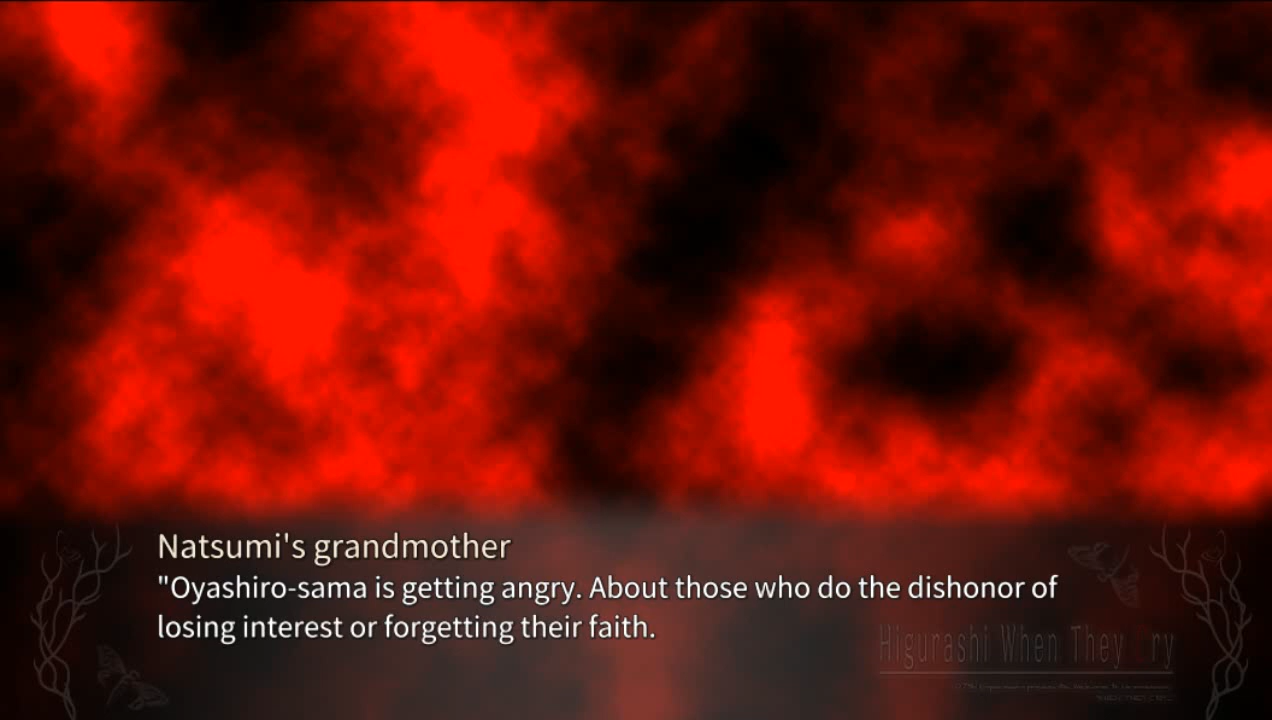 Natsumi's grandmother
"Oyashiro-sama is getting angry. About those who do the dishonor of
losing interest or forgetting their faith.
Higurashi When They Cry